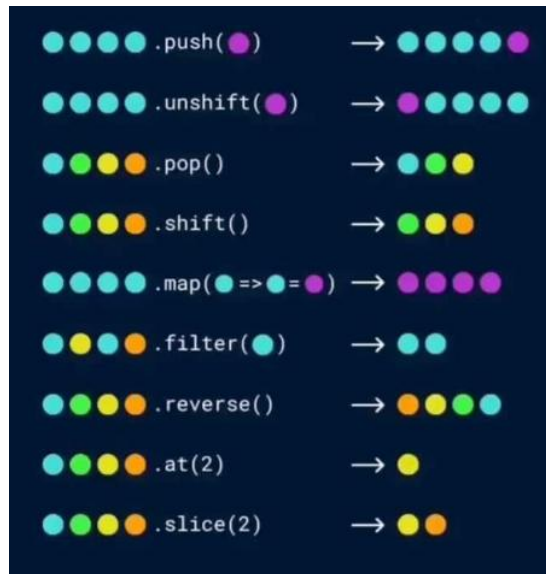 .push( ) →
.unshift( ) →
.pop() →
.shift() →
.map( => = ) →
.filter( ) →
.reverse() →
.at(2) →
.slice(2) →